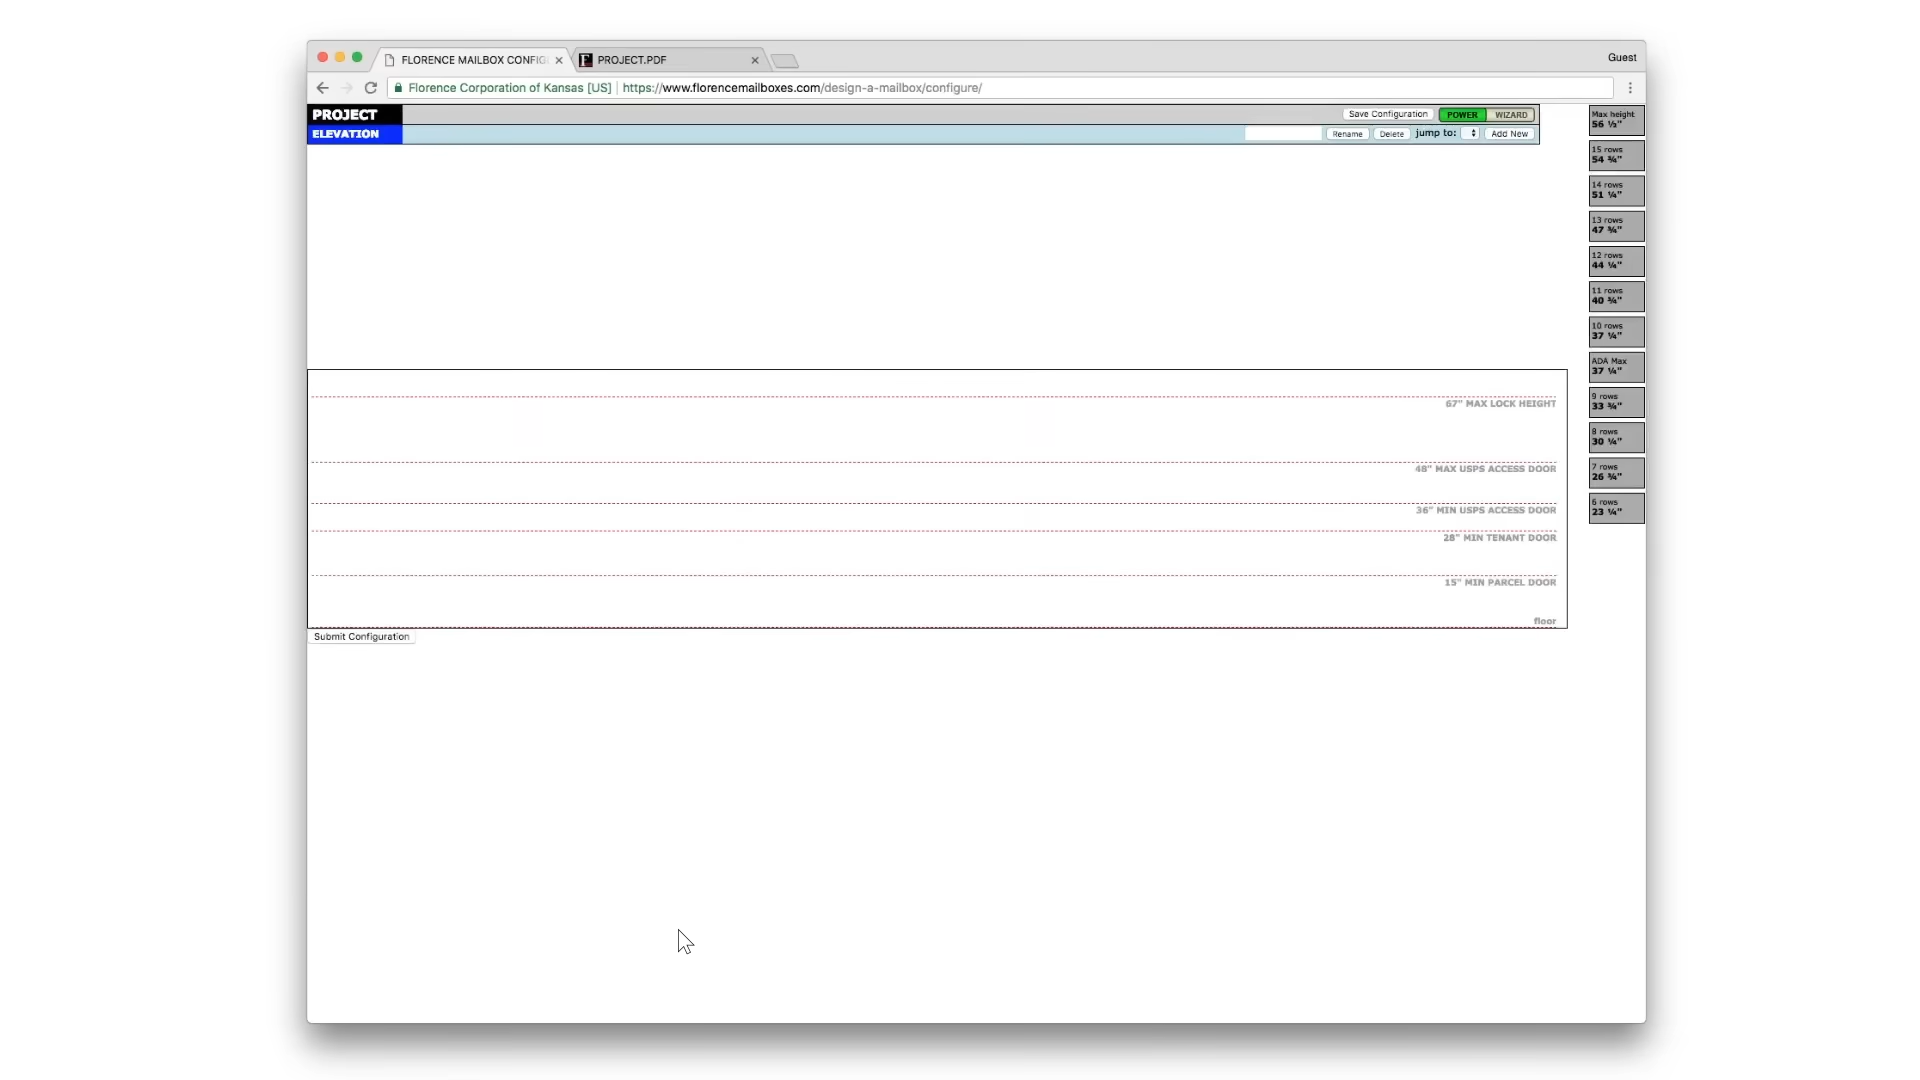 FLORENCE MAILBOX CONFIG
PROJECT.PDF
Guest
Florence Corporation of Kansas [US] https://www.florencemailboxes.com/design-a-mailbox/configure/
PROJECT
Save Configuration POWER WIZARD
ELEVATION
Rename Delete jump to: Add New
Max height
56 ½"
15 rows
54 ¾"
14 rows
51 ¼"
13 rows
47 ¾"
12 rows
44 ¼"
11 rows
40 ¾"
10 rows
37 ¼"
ADA Max
37 ¼"
9 rows
33 ¾"
8 rows
30 ¼"
7 rows
26 ¾"
6 rows
23 ¼"
67" MAX LOCK HEIGHT
48" MAX USPS ACCESS DOOR
36" MIN USPS ACCESS DOOR
28" MIN TENANT DOOR
15" MIN PARCEL DOOR
floor
Submit Configuration